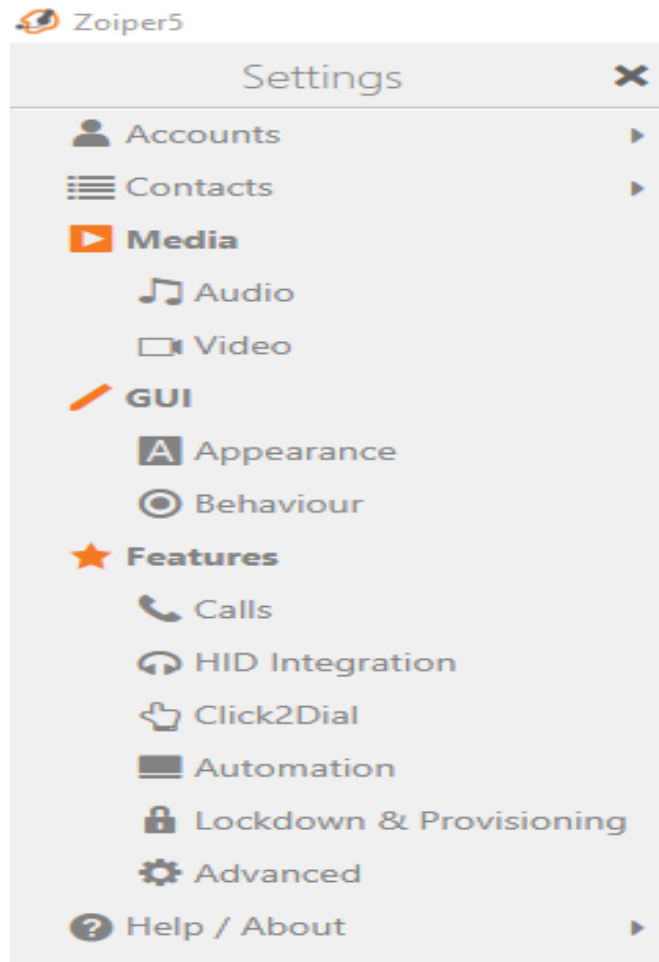 Zoiper5
Settings
Accounts
Contacts
Media
Audio
Video
GUI
A Appearance
Behaviour
Features
Calls
HID Integration
Click2Dial
Automation
Lockdown & Provisioning
Advanced
? Help / About